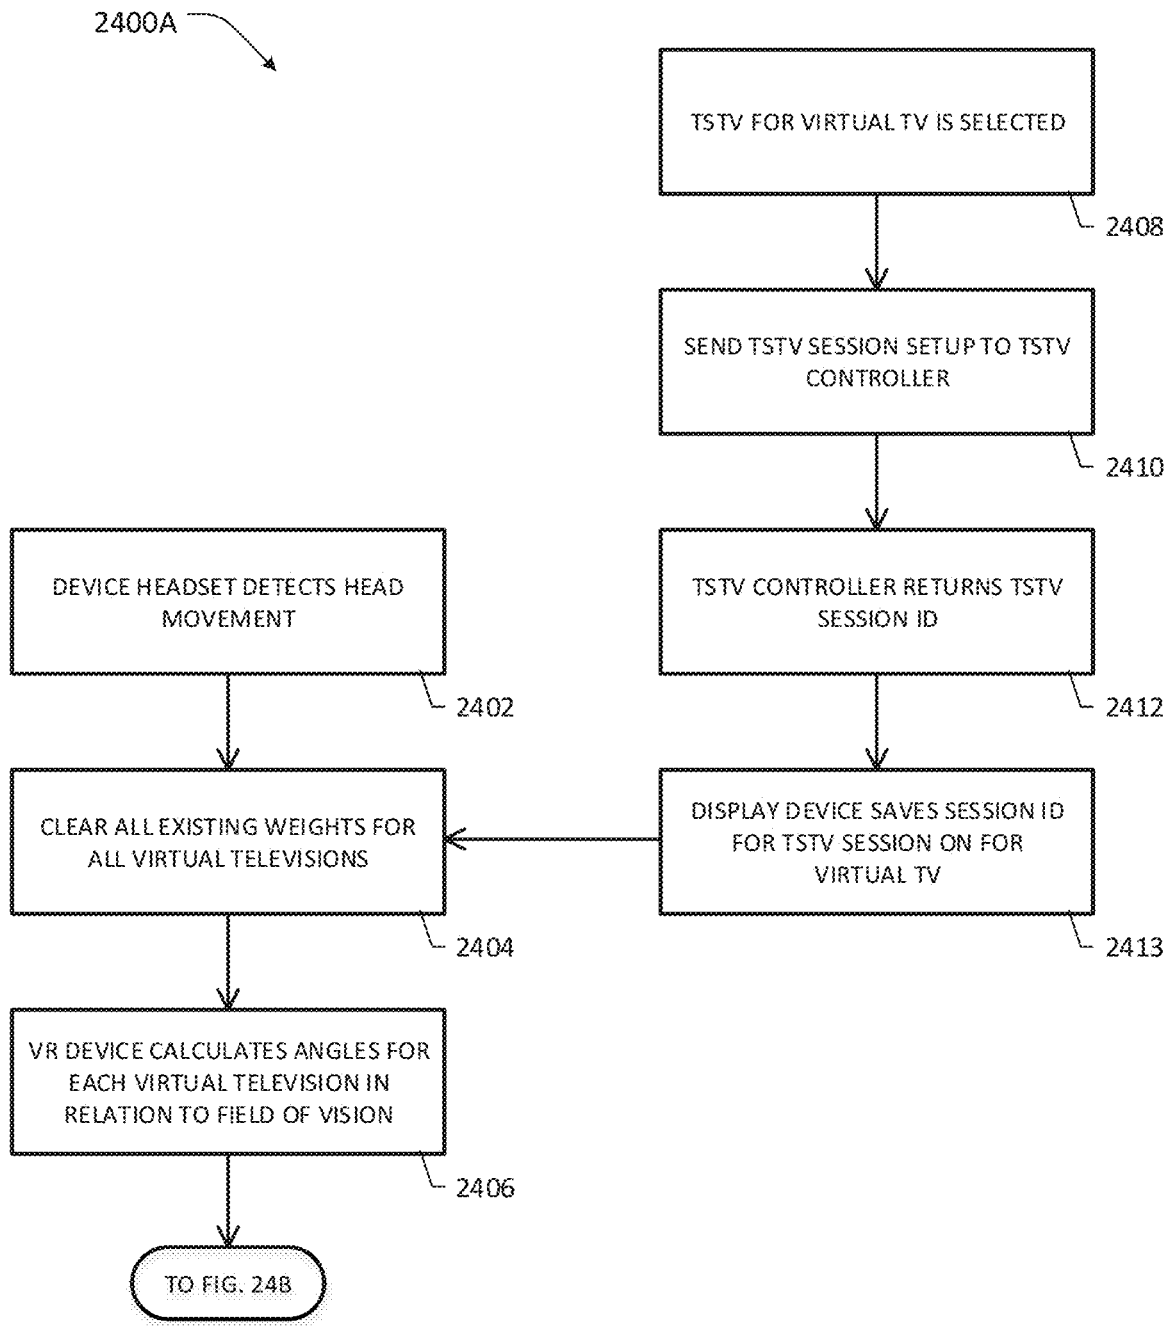 2400A
TSTV FOR VIRTUAL TV IS SELECTED
2408
SEND TSTV SESSION SETUP TO TSTV
CONTROLLER
2410
TSTV CONTROLLER RETURNS TSTV
SESSION ID
2412
DISPLAY DEVICE SAVES SESSION ID
FOR TSTV SESSION ON FOR
VIRTUAL TV
2413
DEVICE HEADSET DETECTS HEAD
MOVEMENT
2402
CLEAR ALL EXISTING WEIGHTS FOR
ALL VIRTUAL TELEVISIONS
2404
VR DEVICE CALCULATES ANGLES FOR
EACH VIRTUAL TELEVISION IN
RELATION TO FIELD OF VISION
2406
TO FIG. 24B